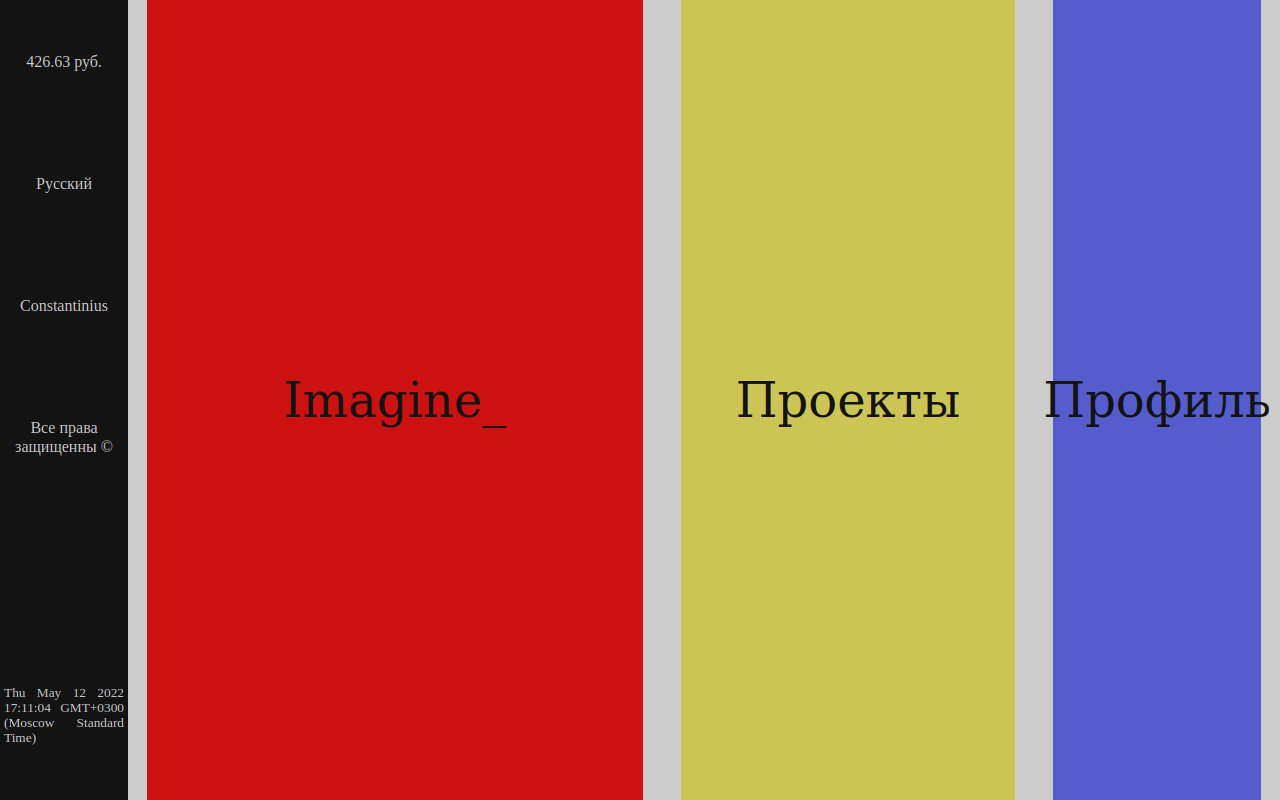 426.63 руб.
Русский
Constantinius
Все права
защищенны ©
Thu May 12 2022
17:11:04 GMT+0300
(Moscow Standard
Time)
Imagine_
Проекты
Профиль